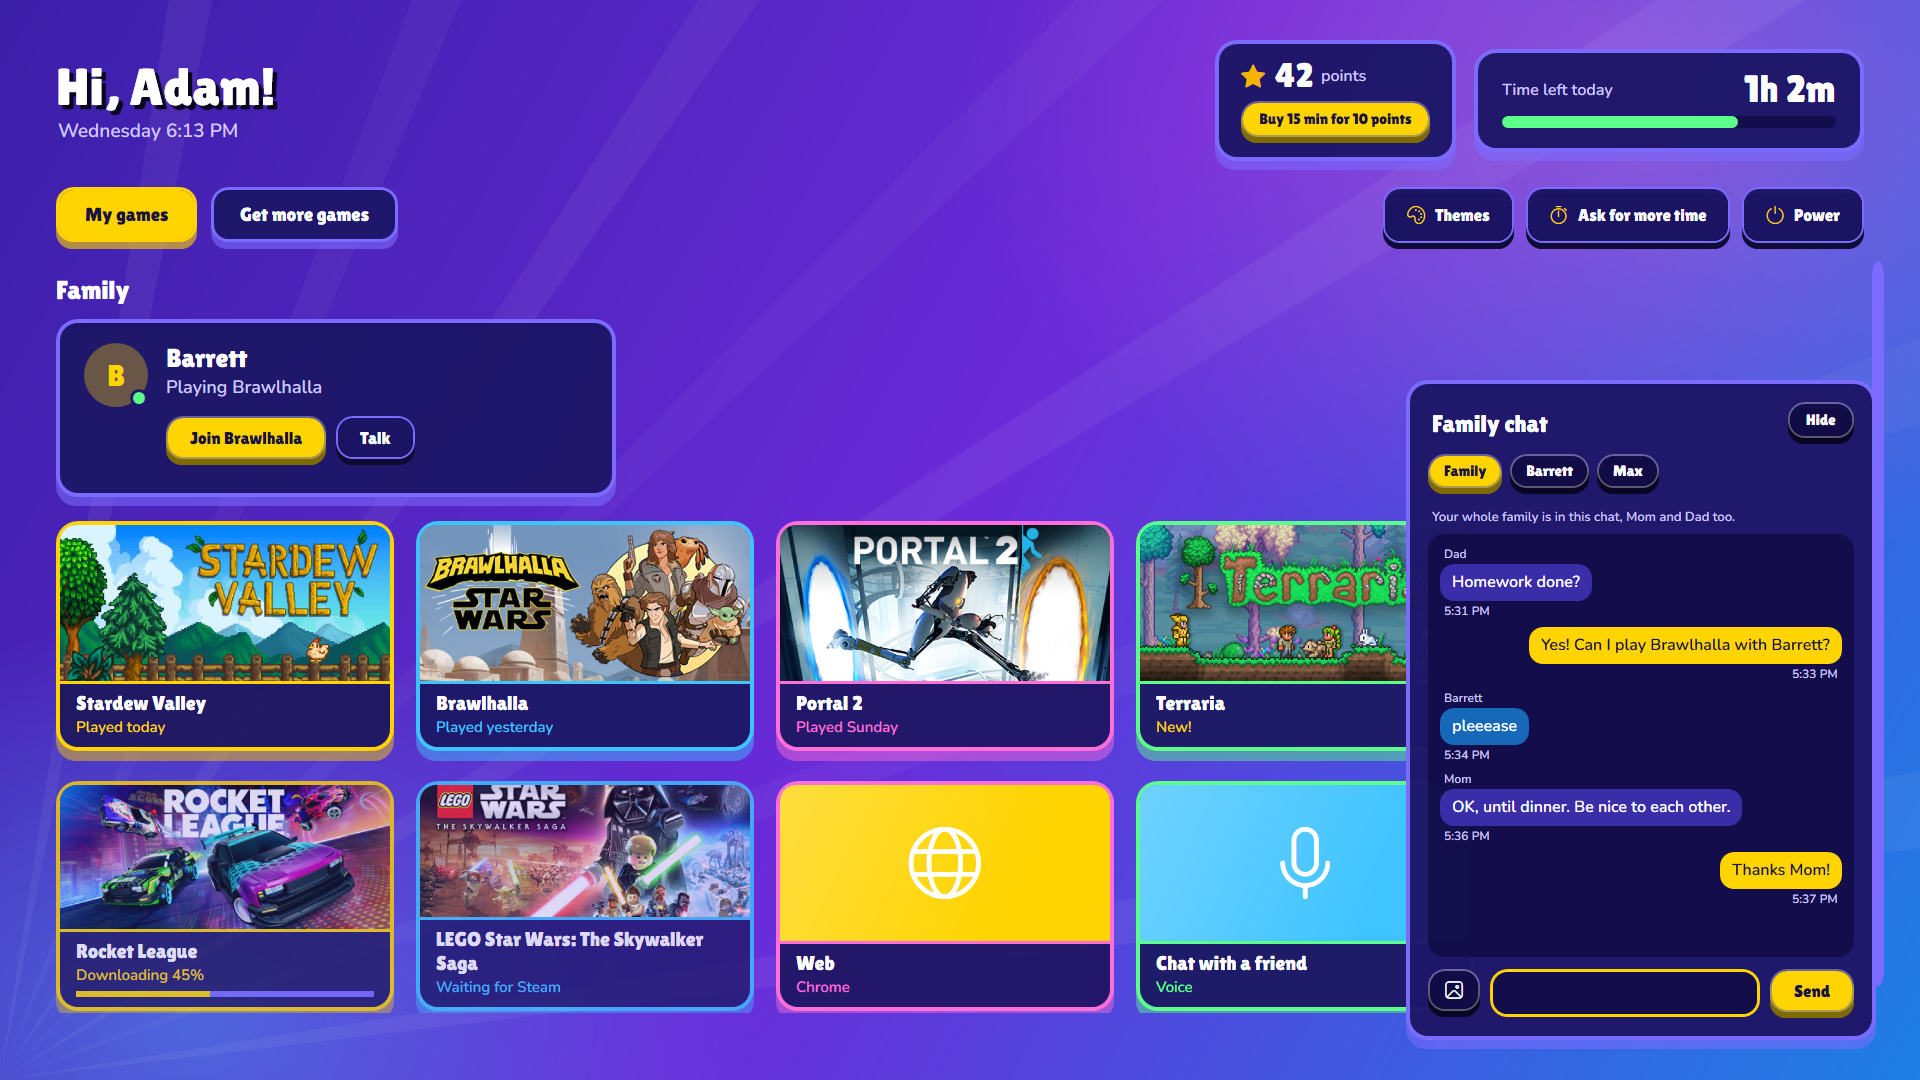 Hi, Adam!
Wednesday 6:13 PM
42 points
Buy 15 min for 10 points
Time left today
1h 2m
My games
Get more games
Themes
Ask for more time
Power
Family
B
Barrett
Playing Brawlhalla
Join Brawlhalla
Talk
STARDEW
VALLEY
Stardew Valley
Played today
BRAWLHALLA
STAR
WARS
Brawlhalla
Played yesterday
PORTAL 2
Portal 2
Played Sunday
Terraria
New!
ROCKET
LEAGUE
Rocket League
Downloading 45%
LEGO
STAR
WARS
THE SKYWALKER SAGA
LEGO Star Wars: The Skywalker
Saga
Waiting for Steam
Web
Chrome
Chat with a friend
Voice
Family chat
Hide
Family
Barrett
Max
Your whole family is in this chat, Mom and Dad too.
Dad
Homework done?
5:31 PM
Yes! Can I play Brawlhalla with Barrett?
5:33 PM
Barrett
pleeease
5:34 PM
Mom
OK, until dinner. Be nice to each other.
5:36 PM
Thanks Mom!
5:37 PM
Send